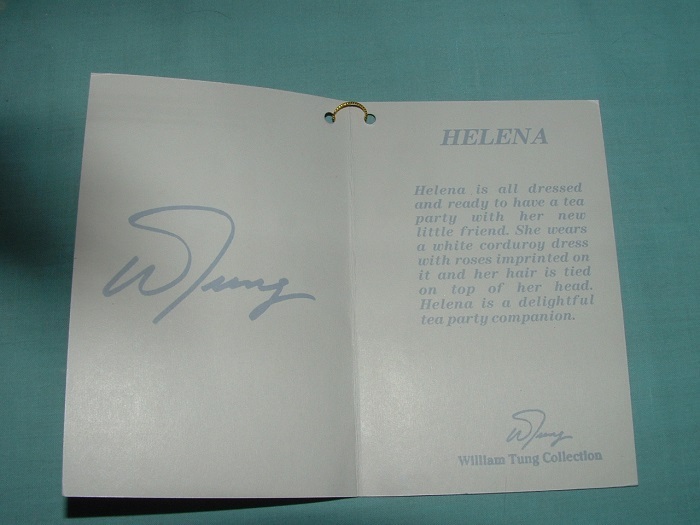 W Tung
HELENA
Helena is all dressed
and ready to have a tea
party with her new
little friend. She wears
a white corduroy dress
with roses imprinted on
it and her hair is tied
on top of her head.
Helena is a delightful
tea party companion.
W Tung
William Tung Collection